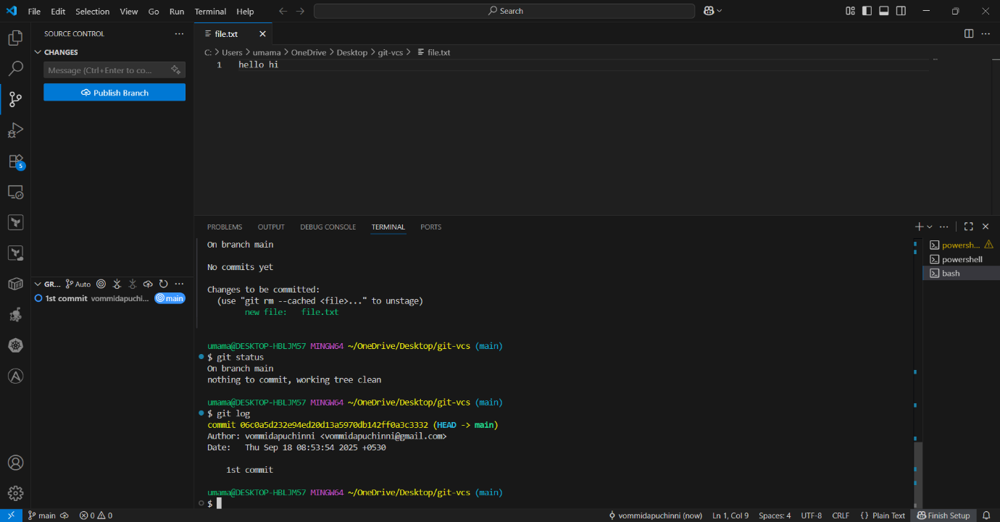 File Edit Selection View Go Run Terminal Help
Search
SOURCE CONTROL
CHANGES
Message (Ctrl+Enter to co...
Publish Branch
5
GR... Auto
1st commit vommidapuchi... main
file.txt
C: > Users > umama > OneDrive > Desktop > git-vcs > file.txt
1 hello hi
PROBLEMS OUTPUT DEBUG CONSOLE TERMINAL PORTS
powersh...
powershell
bash
On branch main
No commits yet
Changes to be committed:
(use "git rm --cached <file>..." to unstage)
new file: file.txt
umama@DESKTOP-HBLJM57 MINGW64 ~/OneDrive/Desktop/git-vcs (main)
$ git status
On branch main
nothing to commit, working tree clean
umama@DESKTOP-HBLJM57 MINGW64 ~/OneDrive/Desktop/git-vcs (main)
$ git log
commit 06c0a5d232e94ed20d13a5970db142ff0a3c3332 (HEAD -> main)
Author: vommidapuchinni <vommidapuchinni@gmail.com>
Date: Thu Sep 18 08:53:54 2025 +0530
1st commit
umama@DESKTOP-HBLJM57 MINGW64 ~/OneDrive/Desktop/git-vcs (main)
$
main 0 0 vommidapuchinni (now) Ln 1, Col 9 Spaces: 4 UTF-8 CRLF {} Plain Text Finish Setup